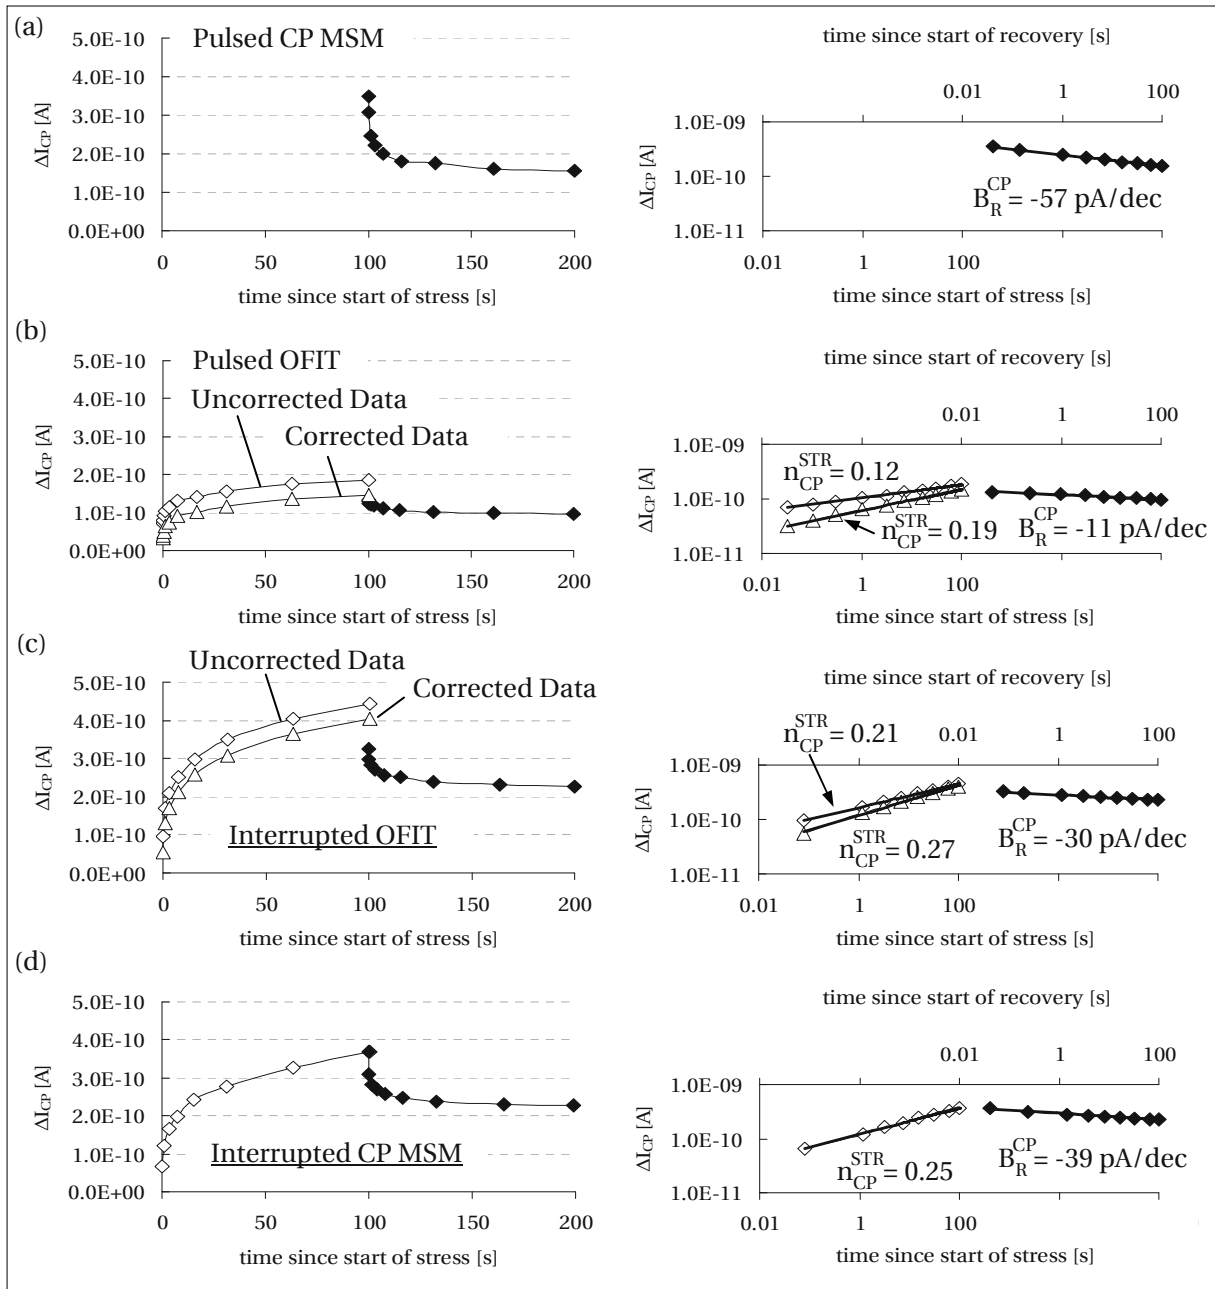 (a)
Pulsed CP MSM
5.0E-10
4.0E-10
3.0E-10
2.0E-10
1.0E-10
0.0E+00
ΔI_CP [A]
0 50 100 150 200
time since start of stress [s]
time since start of recovery [s]
0.01 1 100
1.0E-09
1.0E-10
1.0E-11
ΔI_CP [A]
B_R^CP = -57 pA/dec
0.01 1 100
time since start of stress [s]
(b)
Pulsed OFIT
Uncorrected Data
Corrected Data
5.0E-10
4.0E-10
3.0E-10
2.0E-10
1.0E-10
0.0E+00
ΔI_CP [A]
0 50 100 150 200
time since start of stress [s]
time since start of recovery [s]
0.01 1 100
1.0E-09
1.0E-10
1.0E-11
ΔI_CP [A]
n_CP^STR = 0.12
n_CP^STR = 0.19
B_R^CP = -11 pA/dec
0.01 1 100
time since start of stress [s]
(c)
Uncorrected Data
Corrected Data
5.0E-10
4.0E-10
3.0E-10
2.0E-10
1.0E-10
0.0E+00
ΔI_CP [A]
Interrupted OFIT
0 50 100 150 200
time since start of stress [s]
time since start of recovery [s]
n_CP^STR = 0.21
0.01 1 100
1.0E-09
1.0E-10
1.0E-11
ΔI_CP [A]
n_CP^STR = 0.27
B_R^CP = -30 pA/dec
0.01 1 100
time since start of stress [s]
(d)
5.0E-10
4.0E-10
3.0E-10
2.0E-10
1.0E-10
0.0E+00
ΔI_CP [A]
Interrupted CP MSM
0 50 100 150 200
time since start of stress [s]
time since start of recovery [s]
0.01 1 100
1.0E-09
1.0E-10
1.0E-11
ΔI_CP [A]
n_CP^STR = 0.25
B_R^CP = -39 pA/dec
0.01 1 100
time since start of stress [s]